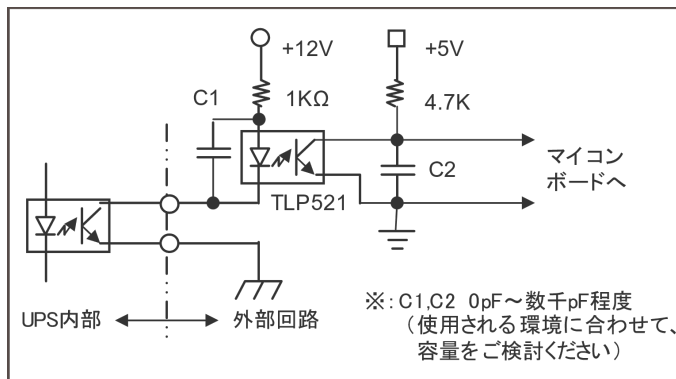 +12V
+5V
C1
1KΩ
4.7K
C2
マイコン
ボードへ
TLP521
UPS内部
外部回路
※：C1,C2 0pF～数千pF程度
（使用される環境に合わせて、
容量をご検討ください）